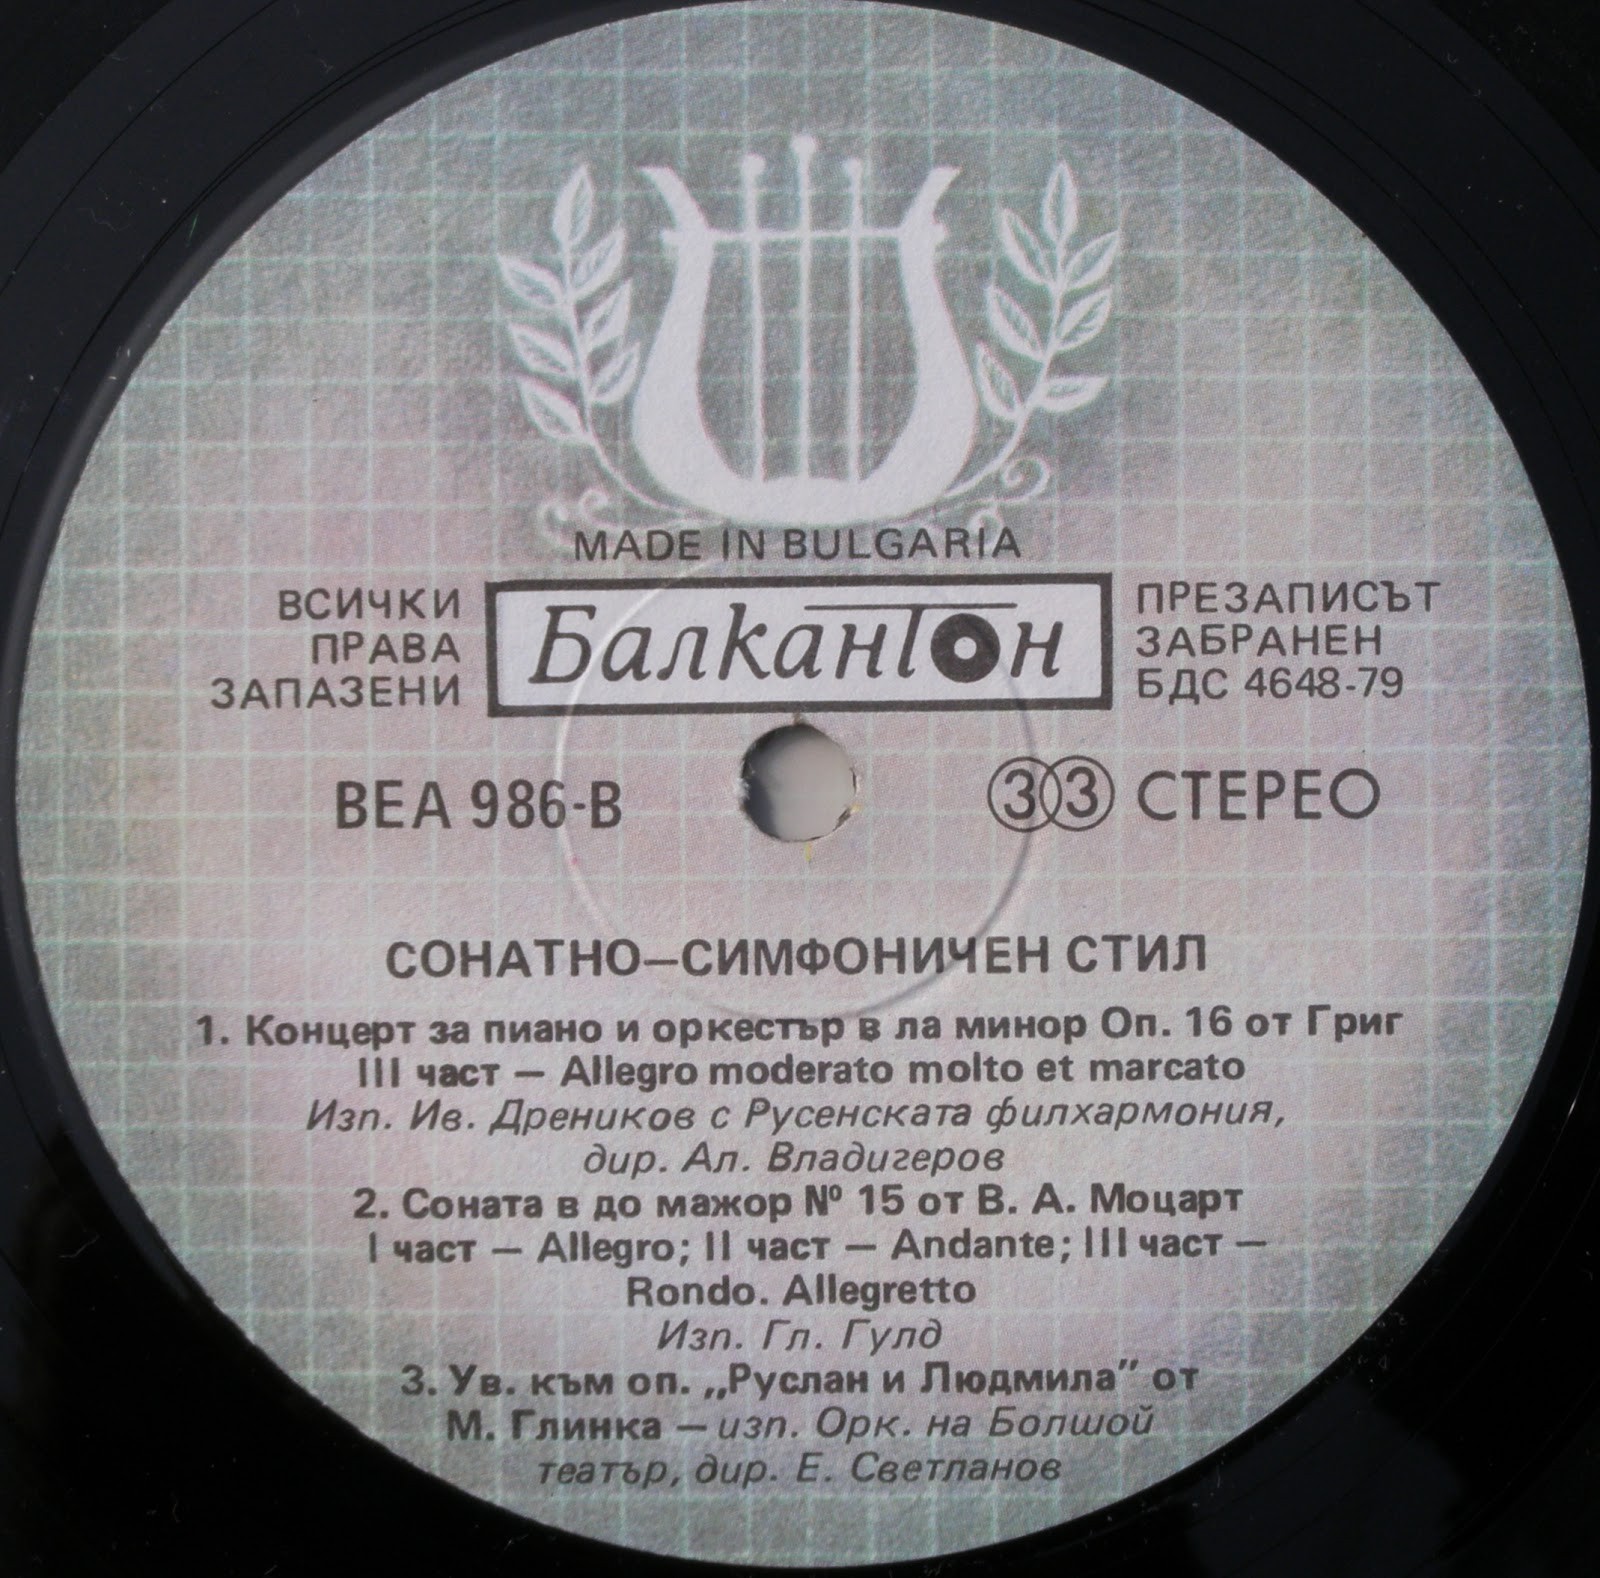 MADE IN BULGARIA
ВСИЧКИ
ПРАВА
ЗАПАЗЕНИ
Балкантон
ПРЕЗАПИСЪТ
ЗАБРАНЕН
БДС 4648-79
ВЕА 986-В
33 СТЕРЕО
СОНАТНО–СИМФОНИЧЕН СТИЛ
1. Концерт за пиано и оркестър в ла минор Оп. 16 от Григ
III част – Allegro moderato molto et marcato
Изп. Ив. Дреников с Русенската филхармония,
дир. Ал. Владигеров
2. Соната в до мажор № 15 от В. А. Моцарт
I част – Allegro; II част – Andante; III част –
Rondo. Allegretto
Изп. Гл. Гулд
3. Ув. към оп. „Руслан и Людмила” от
М. Глинка – изп. Орк. на Болшой
театър, дир. Е. Светланов